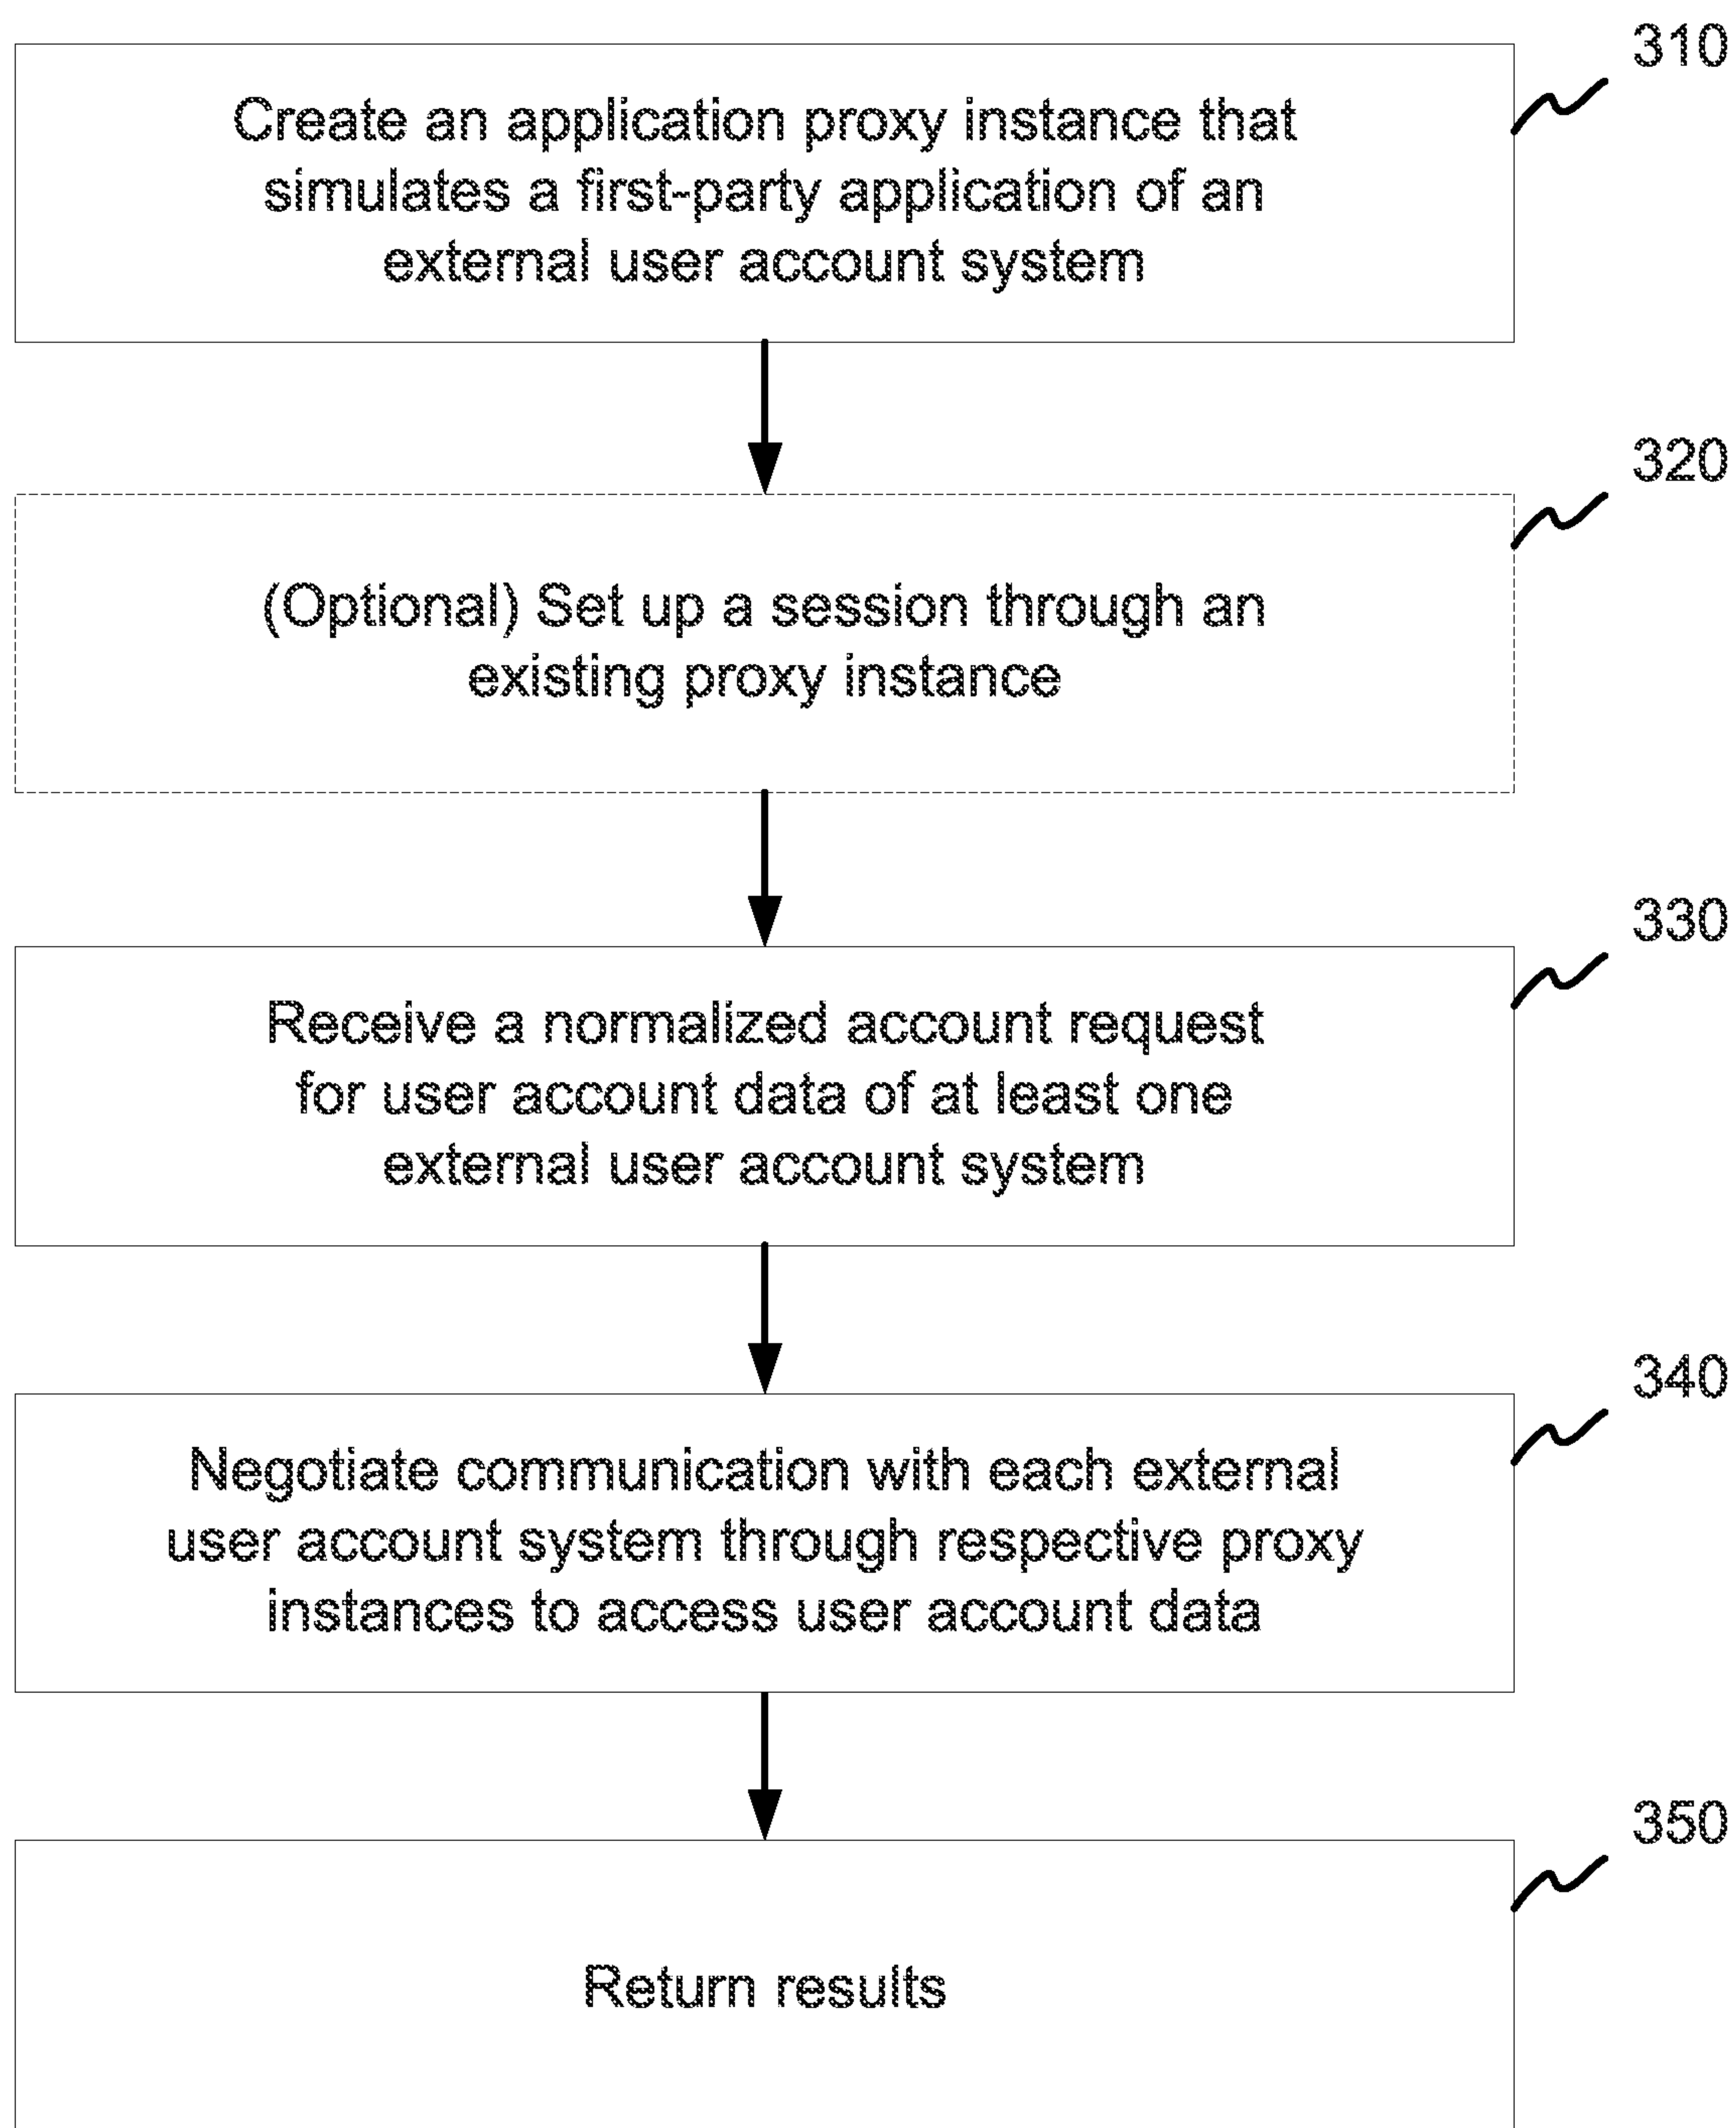 310
Create an application proxy instance that
simulates a first-party application of an
external user account system
320
(Optional) Set up a session through an
existing proxy instance
330
Receive a normalized account request
for user account data of at least one
external user account system
340
Negotiate communication with each external
user account system through respective proxy
instances to access user account data
350
Return results